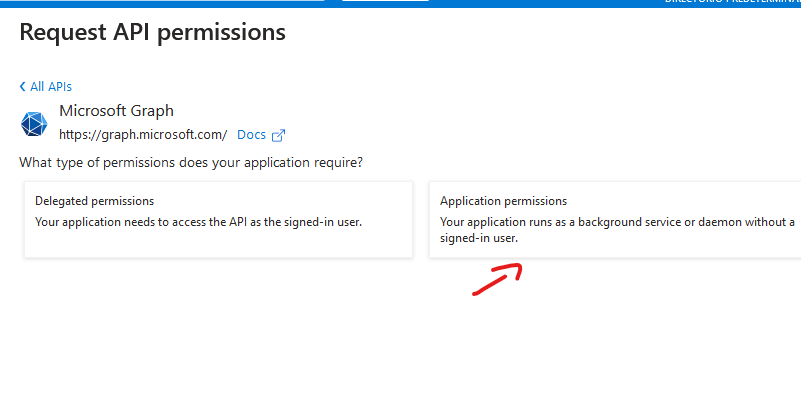 Request API permissions
All APIs
Microsoft Graph
https://graph.microsoft.com/ Docs
What type of permissions does your application require?
Delegated permissions
Your application needs to access the API as the signed-in user.
Application permissions
Your application runs as a background service or daemon without a
signed-in user.